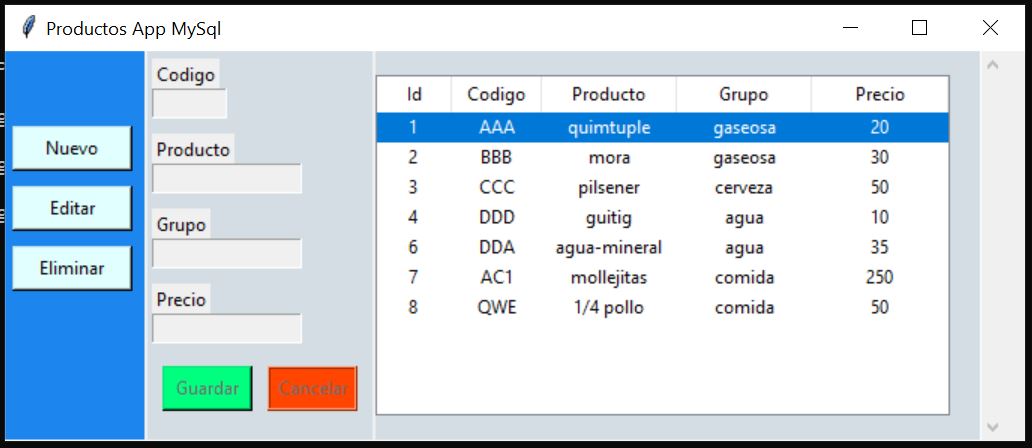 Productos App MySql
Nuevo
Editar
Eliminar
Codigo
Producto
Grupo
Precio
Guardar Cancelar
Id Codigo Producto Grupo Precio
1 AAA quimtuple gaseosa 20
2 BBB mora gaseosa 30
3 CCC pilsener cerveza 50
4 DDD guitig agua 10
6 DDA agua-mineral agua 35
7 AC1 mollejitas comida 250
8 QWE 1/4 pollo comida 50